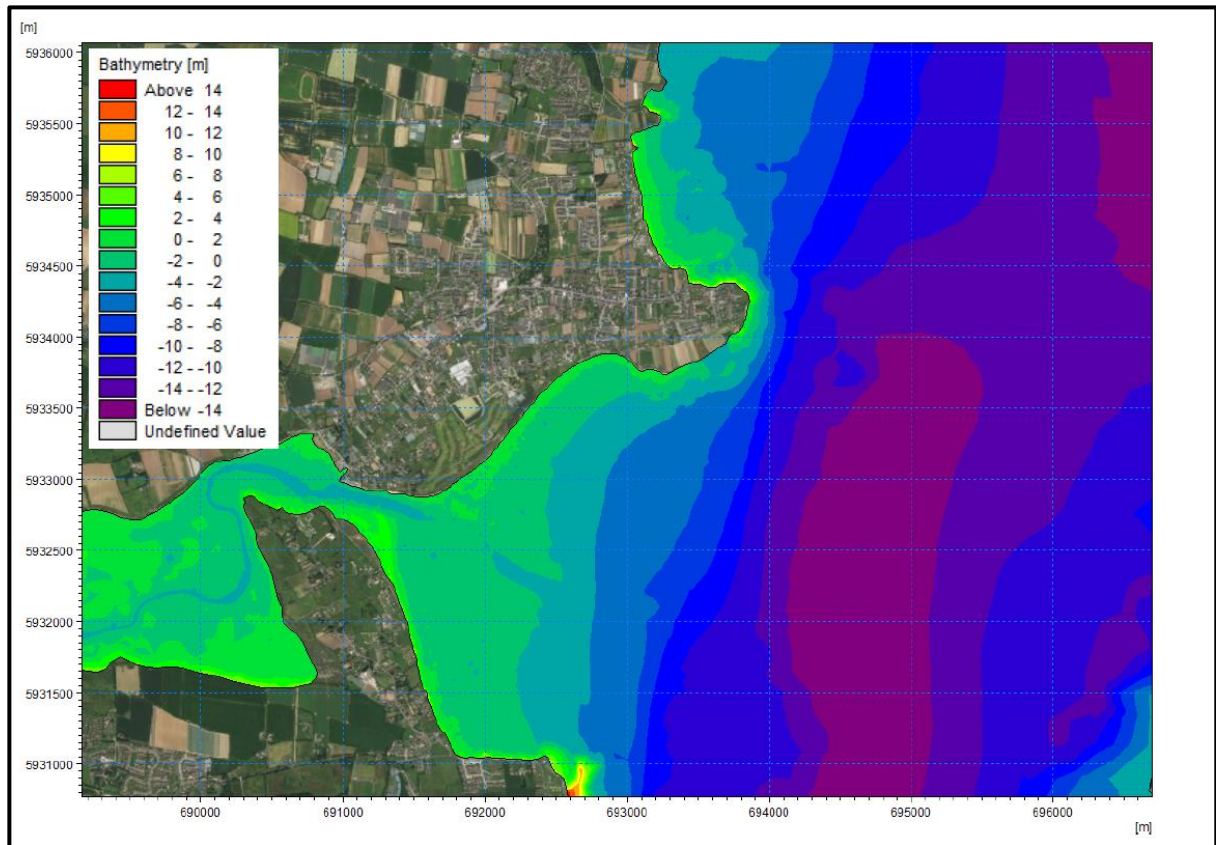 [m]
5936000
5935500
5935000
5934500
5934000
5933500
5933000
5932500
5932000
5931500
5931000
Bathymetry [m]
Above 14
12 - 14
10 - 12
8 - 10
6 - 8
4 - 6
2 - 4
0 - 2
-2 - 0
-4 - -2
-6 - -4
-8 - -6
-10 - -8
-12 - -10
-14 - -12
Below -14
Undefined Value
690000 691000 692000 693000 694000 695000 696000
[m]